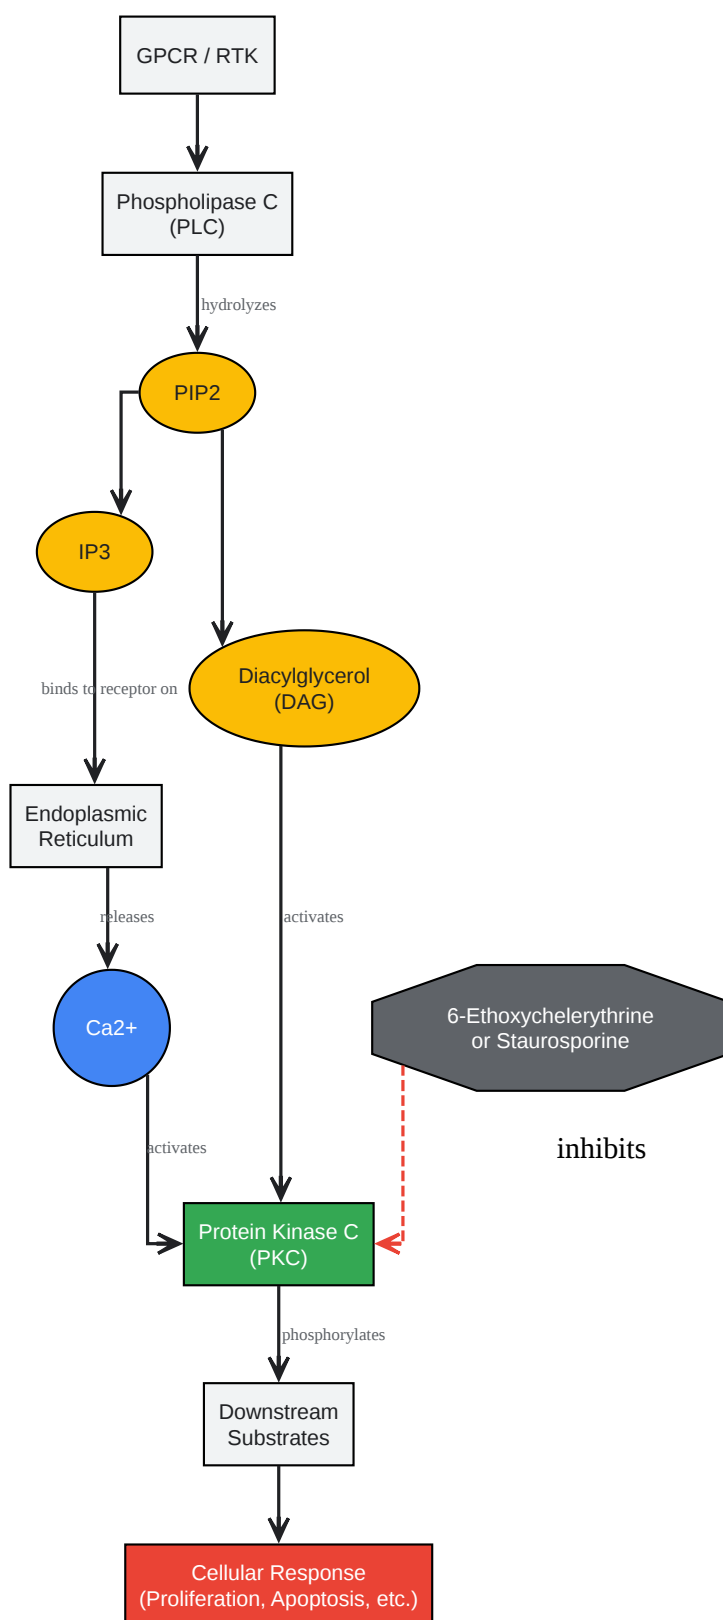 GPCR / RTK
Phospholipase C
(PLC)
hydrolyzes
PIP2
IP3
Diacylglycerol
(DAG)
binds to receptor on
Endoplasmic
Reticulum
releases
activates
6-Ethoxychelerythrine
or Staurosporine
Ca2+
activates
inhibits
Protein Kinase C
(PKC)
phosphorylates
Downstream
Substrates
Cellular Response
(Proliferation, Apoptosis, etc.)